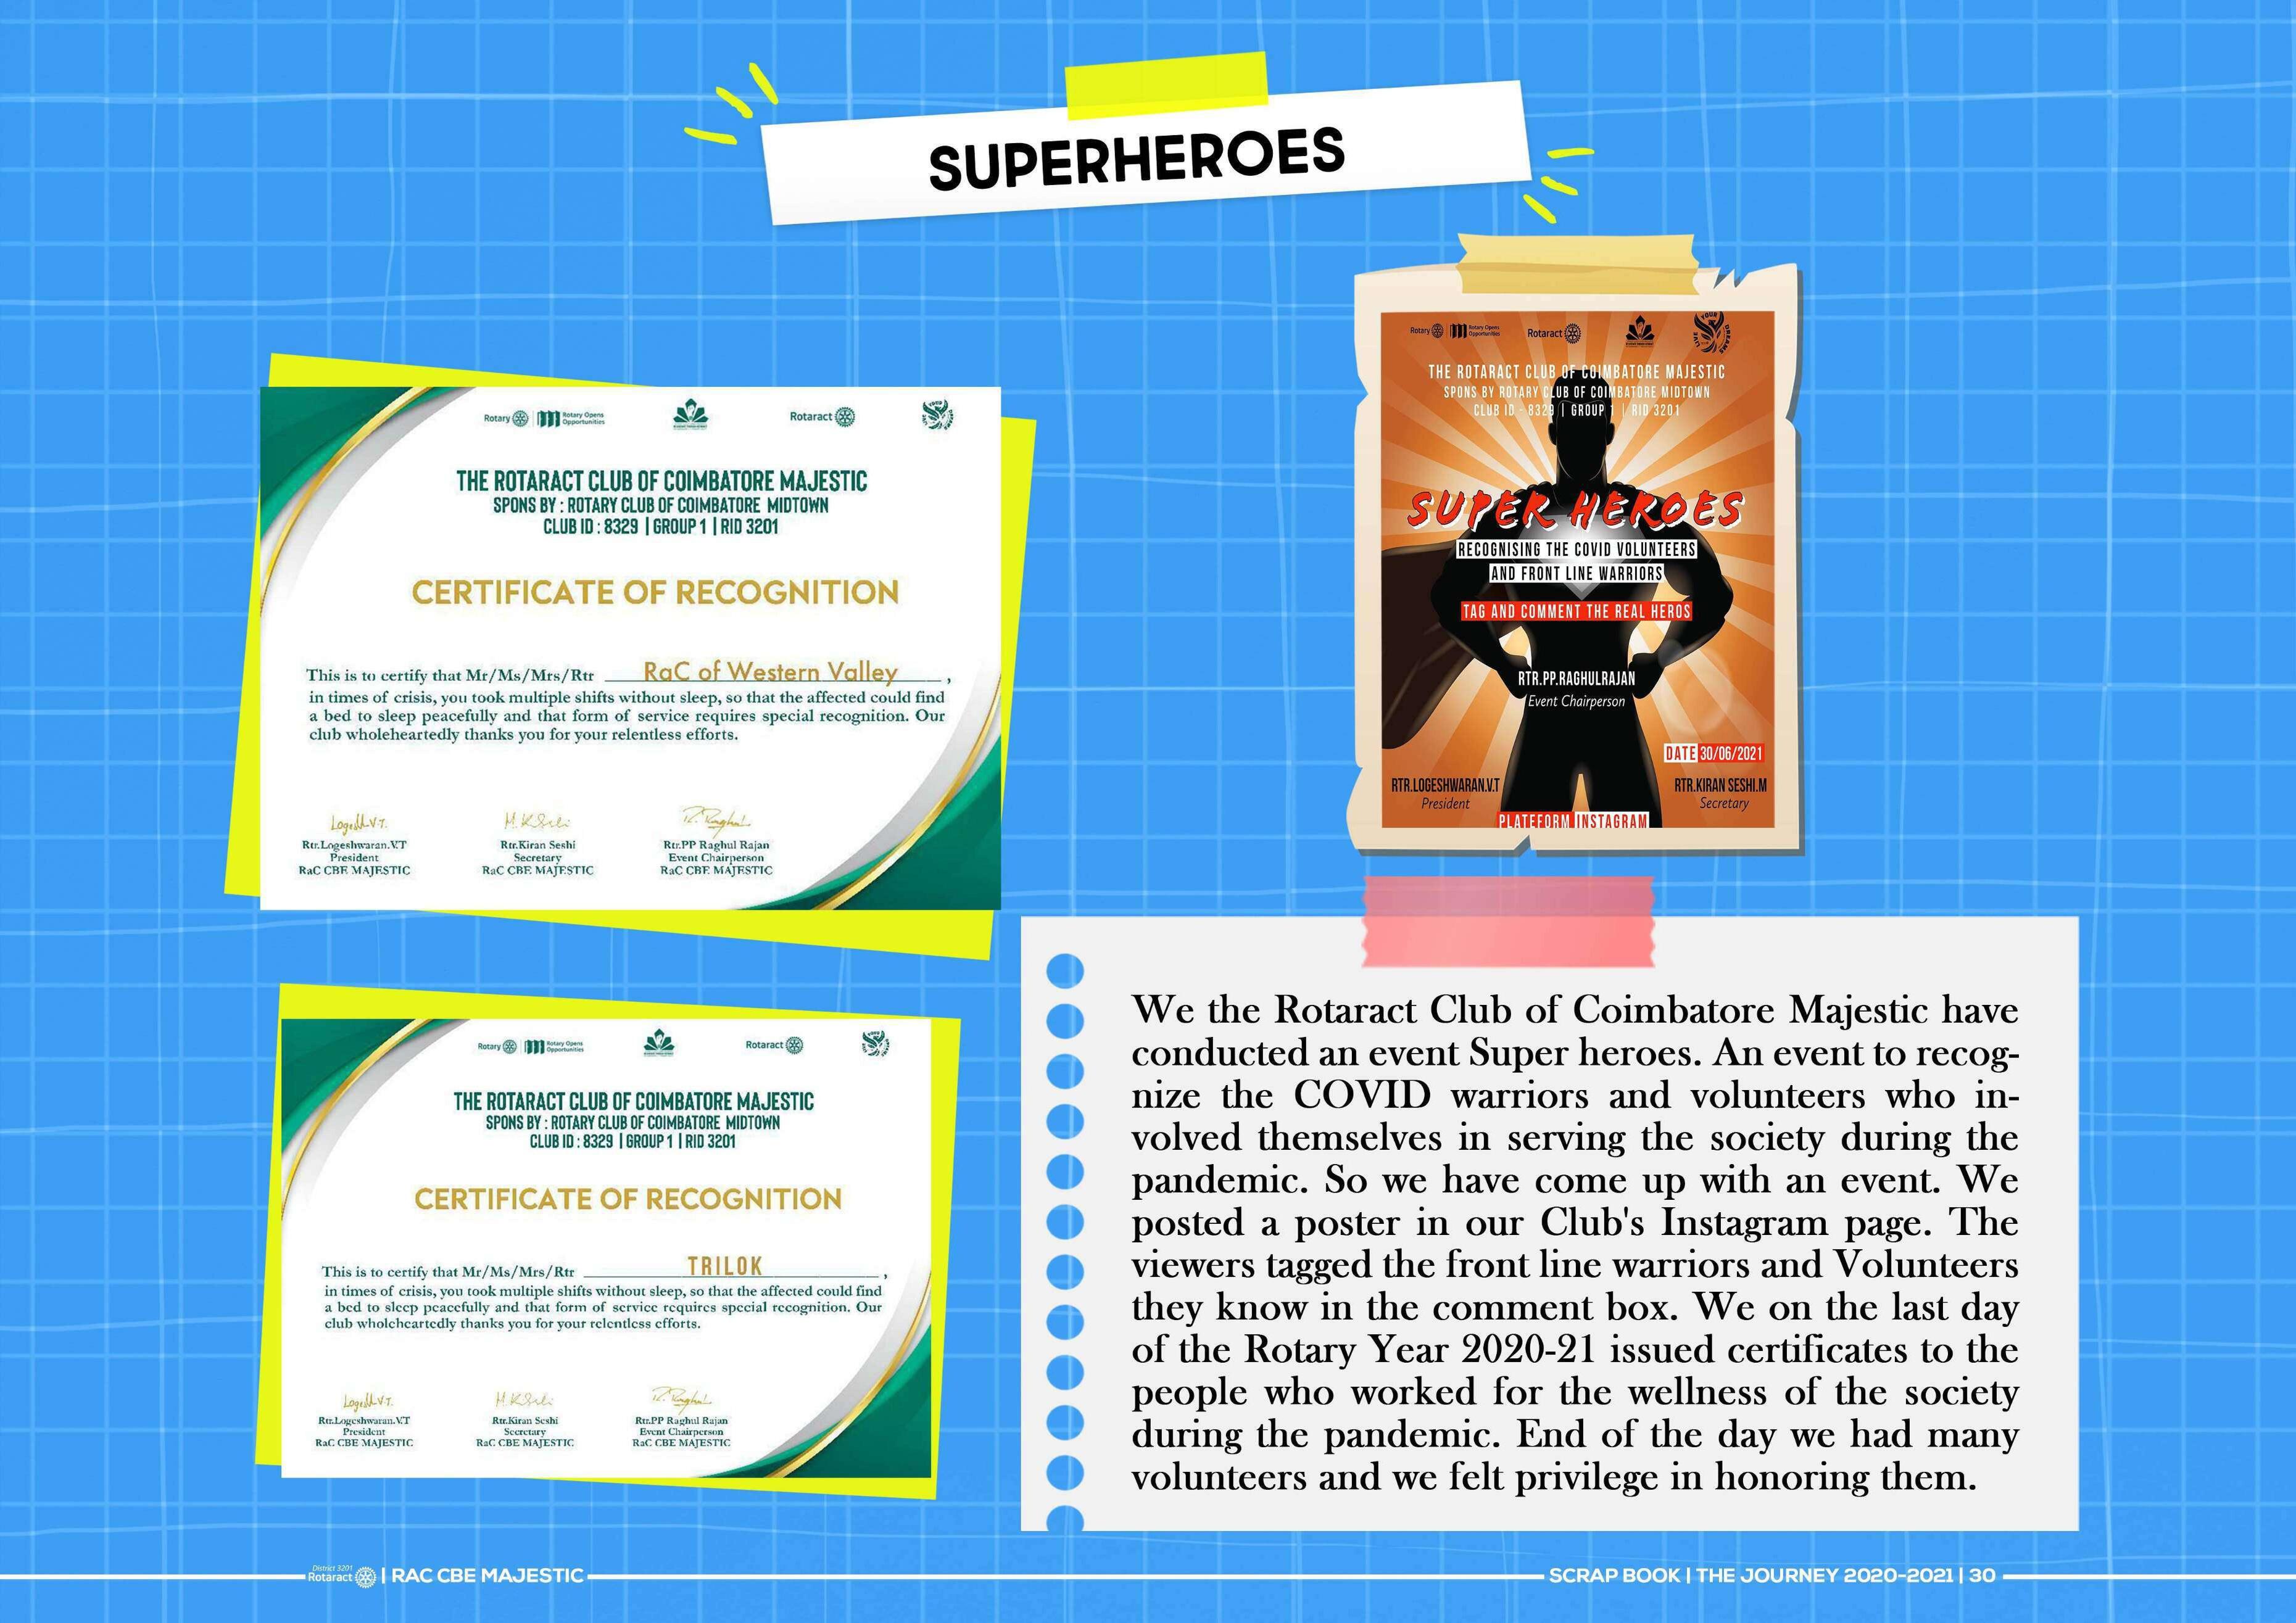 SUPERHEROES
Rotary | Rotary Opens
Opportunities
Rotaract
THE ROTARACT CLUB OF COIMBATORE MAJESTIC
SPONS BY : ROTARY CLUB OF COIMBATORE MIDTOWN
CLUB ID : 8329 | GROUP 1 | RID 3201
CERTIFICATE OF RECOGNITION
This is to certify that Mr/Ms/Mrs/Rtr RaC of Western Valley ,
in times of crisis, you took multiple shifts without sleep, so that the affected could find
a bed to sleep peacefully and that form of service requires special recognition. Our
club wholeheartedly thanks you for your relentless efforts.
Rtr.Logeshwaran.V.T Rtr.Kiran Seshi Rtr.PP Raghul Rajan
President Secretary Event Chairperson
RaC CBE MAJESTIC RaC CBE MAJESTIC RaC CBE MAJESTIC
Rotary | Rotary Opens
Opportunities
Rotaract
THE ROTARACT CLUB OF COIMBATORE MAJESTIC
SPONS BY ROTARY CLUB OF COIMBATORE MIDTOWN
CLUB ID - 8329 | GROUP 1 | RID 3201
SUPER HEROES
RECOGNISING THE COVID VOLUNTEERS
AND FRONT LINE WARRIORS
TAG AND COMMENT THE REAL HEROS
RTR.PP.RAGHULRAJAN
Event Chairperson
DATE 30/06/2021
RTR.LOGESHWARAN.V.T RTR.KIRAN SESHI.M
President Secretary
PLATEFORM INSTAGRAM
Rotary | Rotary Opens
Opportunities
Rotaract
THE ROTARACT CLUB OF COIMBATORE MAJESTIC
SPONS BY : ROTARY CLUB OF COIMBATORE MIDTOWN
CLUB ID : 8329 | GROUP 1 | RID 3201
CERTIFICATE OF RECOGNITION
This is to certify that Mr/Ms/Mrs/Rtr TRILOK ,
in times of crisis, you took multiple shifts without sleep, so that the affected could find
a bed to sleep peacefully and that form of service requires special recognition. Our
club wholeheartedly thanks you for your relentless efforts.
Rtr.Logeshwaran.V.T Rtr.Kiran Seshi Rtr.PP Raghul Rajan
President Secretary Event Chairperson
RaC CBE MAJESTIC RaC CBE MAJESTIC RaC CBE MAJESTIC
We the Rotaract Club of Coimbatore Majestic have
conducted an event Super heroes. An event to recog-
nize the COVID warriors and volunteers who in-
volved themselves in serving the society during the
pandemic. So we have come up with an event. We
posted a poster in our Club's Instagram page. The
viewers tagged the front line warriors and Volunteers
they know in the comment box. We on the last day
of the Rotary Year 2020-21 issued certificates to the
people who worked for the wellness of the society
during the pandemic. End of the day we had many
volunteers and we felt privilege in honoring them.
District 3201
Rotaract | RAC CBE MAJESTIC
SCRAP BOOK | THE JOURNEY 2020-2021 | 30